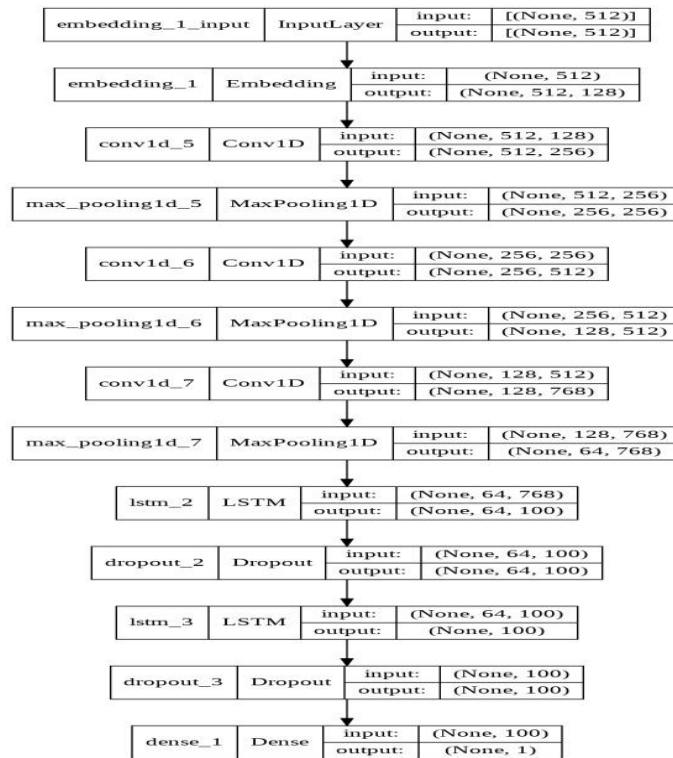 embedding_1_input InputLayer input: [(None, 512)]
output: [(None, 512)]
embedding_1 Embedding input: (None, 512)
output: (None, 512, 128)
conv1d_5 Conv1D input: (None, 512, 128)
output: (None, 512, 256)
max_pooling1d_5 MaxPooling1D input: (None, 512, 256)
output: (None, 256, 256)
conv1d_6 Conv1D input: (None, 256, 256)
output: (None, 256, 512)
max_pooling1d_6 MaxPooling1D input: (None, 256, 512)
output: (None, 128, 512)
conv1d_7 Conv1D input: (None, 128, 512)
output: (None, 128, 768)
max_pooling1d_7 MaxPooling1D input: (None, 128, 768)
output: (None, 64, 768)
lstm_2 LSTM input: (None, 64, 768)
output: (None, 64, 100)
dropout_2 Dropout input: (None, 64, 100)
output: (None, 64, 100)
lstm_3 LSTM input: (None, 64, 100)
output: (None, 100)
dropout_3 Dropout input: (None, 100)
output: (None, 100)
dense_1 Dense input: (None, 100)
output: (None, 1)